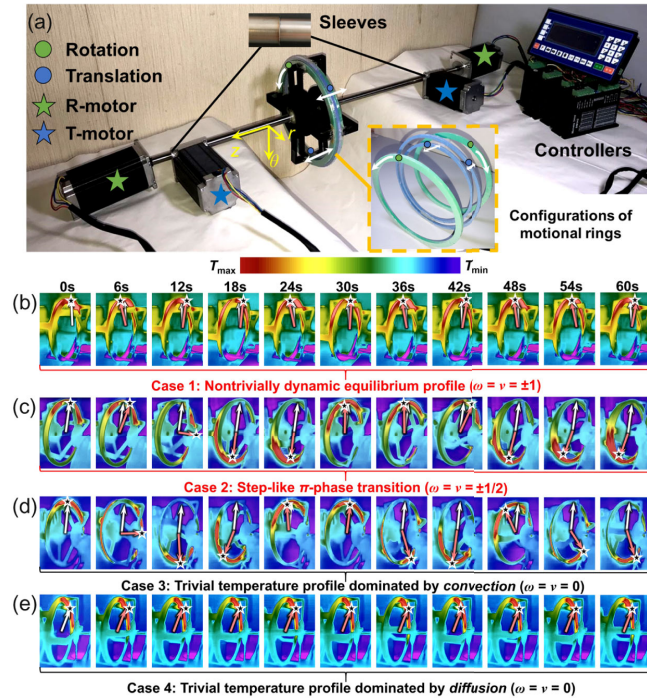 (a)
Sleeves
Rotation
Translation
R-motor
T-motor
z
r
θ
Controllers
Configurations of
motional rings
Tmax
Tmin
(b)
0s 6s 12s 18s 24s 30s 36s 42s 48s 54s 60s
Case 1: Nontrivially dynamic equilibrium profile (ω = v = ±1)
(c)
Case 2: Step-like π-phase transition (ω = v = ±1/2)
(d)
Case 3: Trivial temperature profile dominated by convection (ω = v = 0)
(e)
Case 4: Trivial temperature profile dominated by diffusion (ω = v = 0)